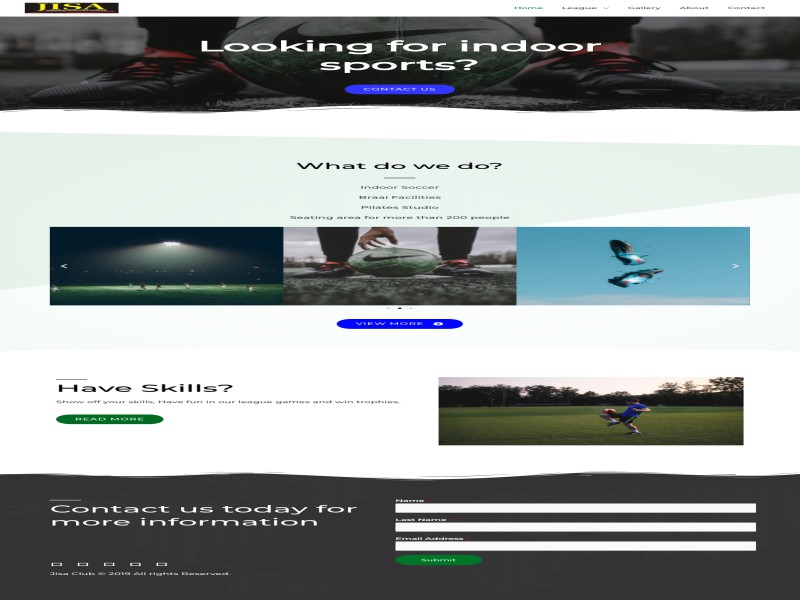 JISA
Home League Gallery About Contact
Looking for indoor
sports?
CONTACT US
What do we do?
Indoor Soccer
Braai Facilities
Pilates Studio
Seating area for more than 200 people
< >
VIEW MORE
Have Skills?
Show off your skills, Have fun in our league games and win trophies.
READ MORE
Contact us today for
more information
Jisa Club © 2019 All rights Reserved.
Name
Last Name
Email Address
Submit